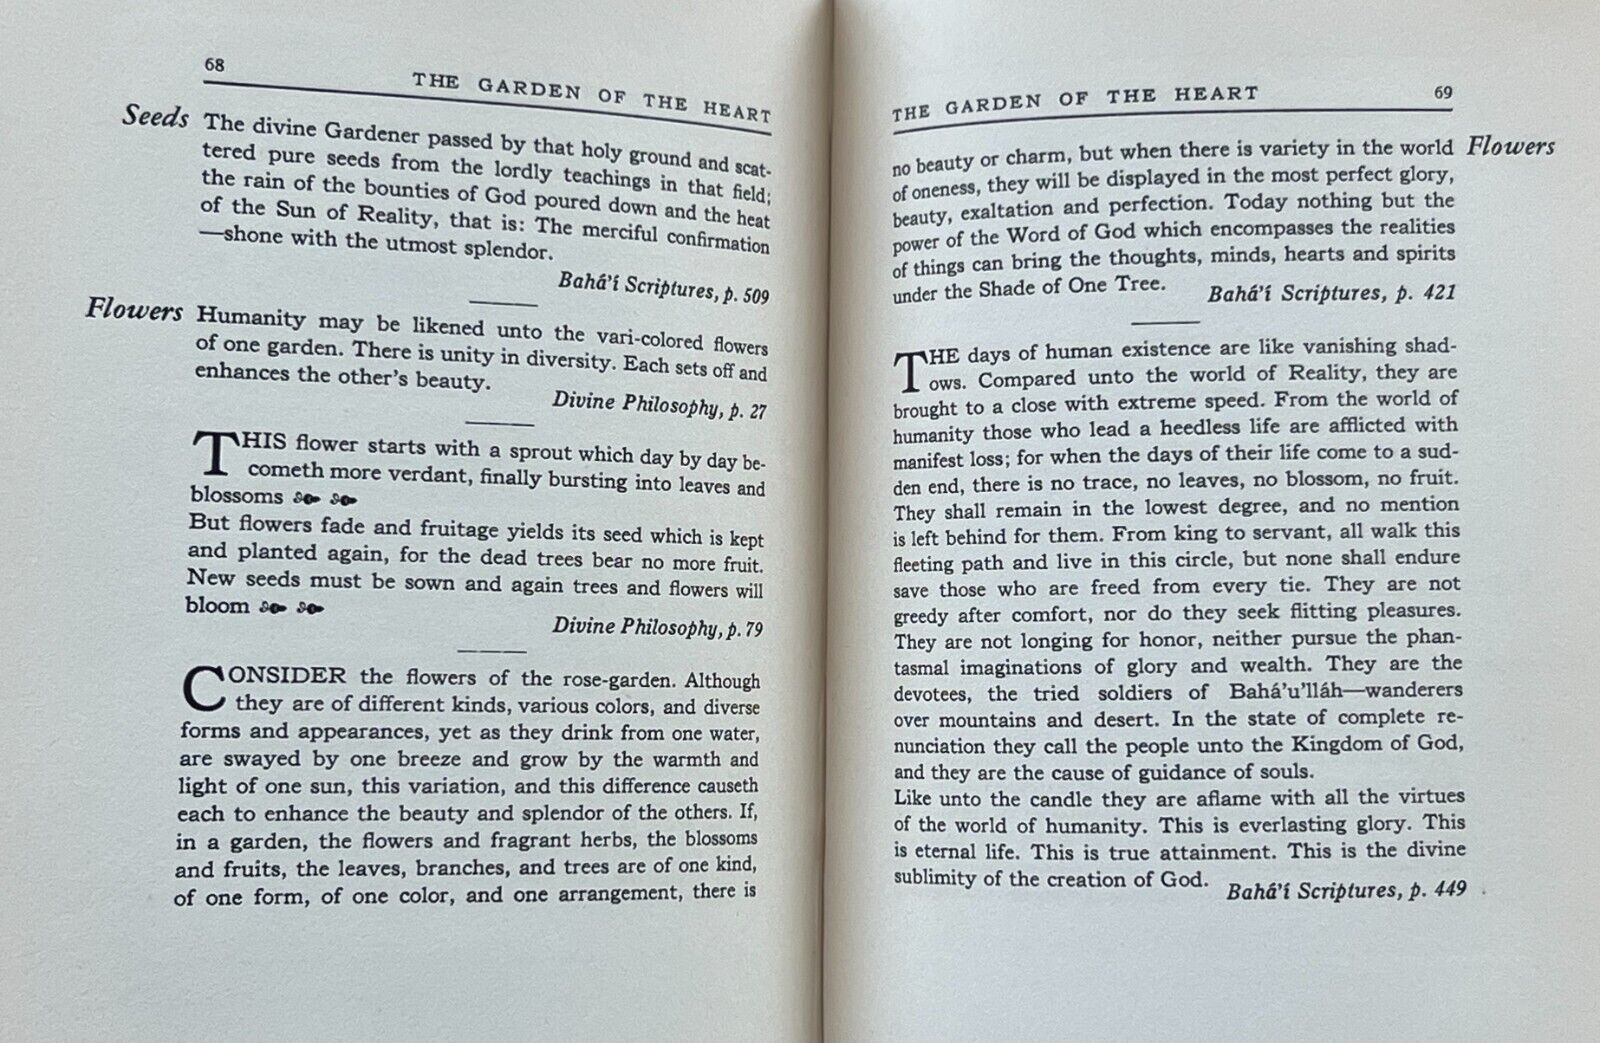 68
THE GARDEN OF THE HEART
Seeds The divine Gardener passed by that holy ground and scat-
tered pure seeds from the lordly teachings in that field;
the rain of the bounties of God poured down and the heat
of the Sun of Reality, that is: The merciful confirmation
—shone with the utmost splendor.
Bahá'í Scriptures, p. 509
Flowers Humanity may be likened unto the vari-colored flowers
of one garden. There is unity in diversity. Each sets off and
enhances the other's beauty.
Divine Philosophy, p. 27
THIS flower starts with a sprout which day by day be-
cometh more verdant, finally bursting into leaves and
blossoms
But flowers fade and fruitage yields its seed which is kept
and planted again, for the dead trees bear no more fruit.
New seeds must be sown and again trees and flowers will
bloom
Divine Philosophy, p. 79
CONSIDER the flowers of the rose-garden. Although
they are of different kinds, various colors, and diverse
forms and appearances, yet as they drink from one water,
are swayed by one breeze and grow by the warmth and
light of one sun, this variation, and this difference causeth
each to enhance the beauty and splendor of the others. If,
in a garden, the flowers and fragrant herbs, the blossoms
and fruits, the leaves, branches, and trees are of one kind,
of one form, of one color, and one arrangement, there is
THE GARDEN OF THE HEART
69
no beauty or charm, but when there is variety in the world Flowers
of oneness, they will be displayed in the most perfect glory,
beauty, exaltation and perfection. Today nothing but the
power of the Word of God which encompasses the realities
of things can bring the thoughts, minds, hearts and spirits
under the Shade of One Tree.
Bahá'í Scriptures, p. 421
THE days of human existence are like vanishing shad-
ows. Compared unto the world of Reality, they are
brought to a close with extreme speed. From the world of
humanity those who lead a heedless life are afflicted with
manifest loss; for when the days of their life come to a sud-
den end, there is no trace, no leaves, no blossom, no fruit.
They shall remain in the lowest degree, and no mention
is left behind for them. From king to servant, all walk this
fleeting path and live in this circle, but none shall endure
save those who are freed from every tie. They are not
greedy after comfort, nor do they seek flitting pleasures.
They are not longing for honor, neither pursue the phan-
tasmal imaginations of glory and wealth. They are the
devotees, the tried soldiers of Bahá'u'lláh—wanderers
over mountains and desert. In the state of complete re-
nunciation they call the people unto the Kingdom of God,
and they are the cause of guidance of souls.
Like unto the candle they are aflame with all the virtues
of the world of humanity. This is everlasting glory. This
is eternal life. This is true attainment. This is the divine
sublimity of the creation of God.
Bahá'í Scriptures, p. 449